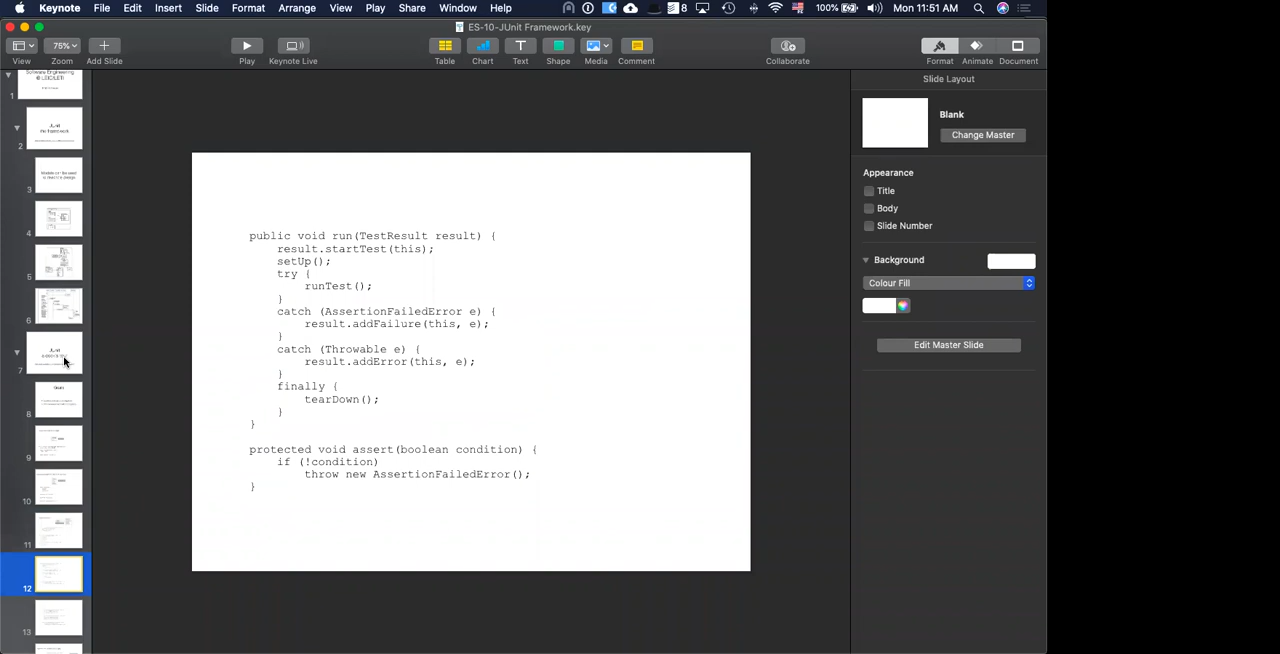 Keynote File Edit Insert Slide Format Arrange View Play Share Window Help 8 100% Mon 11:51 AM
ES-10-JUnit Framework.key
75%
View Zoom Add Slide Play Keynote Live Table Chart Text Shape Media Comment Collaborate Format Animate Document
Slide Layout
Blank
Change Master
Appearance
Title
Body
Slide Number
Background
Colour Fill
Edit Master Slide
Software Engineering
1
JUnit
2
3
4
5
6
JUnit
7
8
9
10
11
12
13
public void run(TestResult result) {
result.startTest(this);
setUp();
try {
runTest();
}
catch (AssertionFailedError e) {
result.addFailure(this, e);
}
catch (Throwable e) {
result.addError(this, e);
}
finally {
tearDown();
}
}
protected void assert(boolean condition) {
if (!condition)
throw new AssertionFailedError();
}